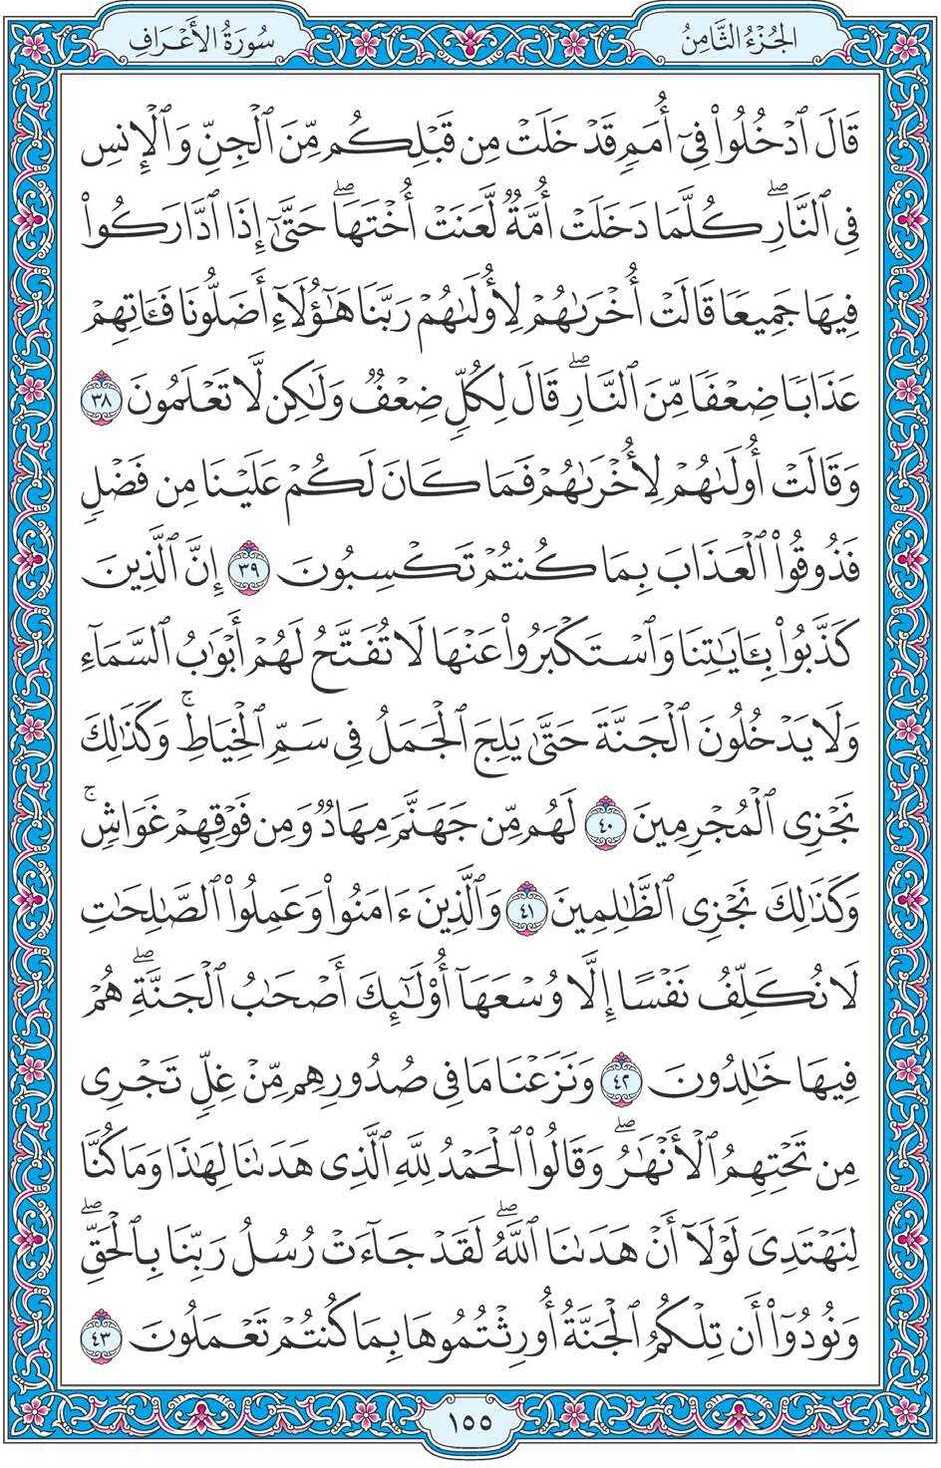 الجُزْءُ الثَّامِنُ
سُورَةُ الأَعْرَافِ
قَالَ ٱدْخُلُوا۟ فِىٓ أُمَمٍ قَدْ خَلَتْ مِن قَبْلِكُم مِّنَ ٱلْجِنِّ وَٱلْإِنسِ
فِى ٱلنَّارِ ۖ كُلَّمَا دَخَلَتْ أُمَّةٌ لَّعَنَتْ أُخْتَهَا ۖ حَتَّىٰٓ إِذَا ٱدَّارَكُوا۟
فِيهَا جَمِيعًا قَالَتْ أُخْرَىٰهُمْ لِأُولَىٰهُمْ رَبَّنَا هَٰٓؤُلَآءِ أَضَلُّونَا فَـَٔاتِهِمْ
عَذَابًا ضِعْفًا مِّنَ ٱلنَّارِ ۖ قَالَ لِكُلٍّ ضِعْفٌ وَلَٰكِن لَّا تَعْلَمُونَ ٣٨
وَقَالَتْ أُولَىٰهُمْ لِأُخْرَىٰهُمْ فَمَا كَانَ لَكُمْ عَلَيْنَا مِن فَضْلٍ
فَذُوقُوا۟ ٱلْعَذَابَ بِمَا كُنتُمْ تَكْسِبُونَ ٣٩ إِنَّ ٱلَّذِينَ
كَذَّبُوا۟ بِـَٔايَٰتِنَا وَٱسْتَكْبَرُوا۟ عَنْهَا لَا تُفَتَّحُ لَهُمْ أَبْوَٰبُ ٱلسَّمَآءِ
وَلَا يَدْخُلُونَ ٱلْجَنَّةَ حَتَّىٰ يَلِجَ ٱلْجَمَلُ فِى سَمِّ ٱلْخِيَاطِ ۚ وَكَذَٰلِكَ
نَجْزِى ٱلْمُجْرِمِينَ ٤٠ لَهُم مِّن جَهَنَّمَ مِهَادٌ وَمِن فَوْقِهِمْ غَوَاشٍ ۚ
وَكَذَٰلِكَ نَجْزِى ٱلظَّٰلِمِينَ ٤١ وَٱلَّذِينَ ءَامَنُوا۟ وَعَمِلُوا۟ ٱلصَّٰلِحَٰتِ
لَا نُكَلِّفُ نَفْسًا إِلَّا وُسْعَهَآ أُو۟لَٰٓئِكَ أَصْحَٰبُ ٱلْجَنَّةِ ۖ هُمْ
فِيهَا خَٰلِدُونَ ٤٢ وَنَزَعْنَا مَا فِى صُدُورِهِم مِّنْ غِلٍّ تَجْرِى
مِن تَحْتِهِمُ ٱلْأَنْهَٰرُ ۖ وَقَالُوا۟ ٱلْحَمْدُ لِلَّهِ ٱلَّذِى هَدَىٰنَا لِهَٰذَا وَمَا كُنَّا
لِنَهْتَدِىَ لَوْلَآ أَنْ هَدَىٰنَا ٱللَّهُ ۖ لَقَدْ جَآءَتْ رُسُلُ رَبِّنَا بِٱلْحَقِّ ۖ
وَنُودُوٓا۟ أَن تِلْكُمُ ٱلْجَنَّةُ أُورِثْتُمُوهَا بِمَا كُنتُمْ تَعْمَلُونَ ٤٣
١٥٥